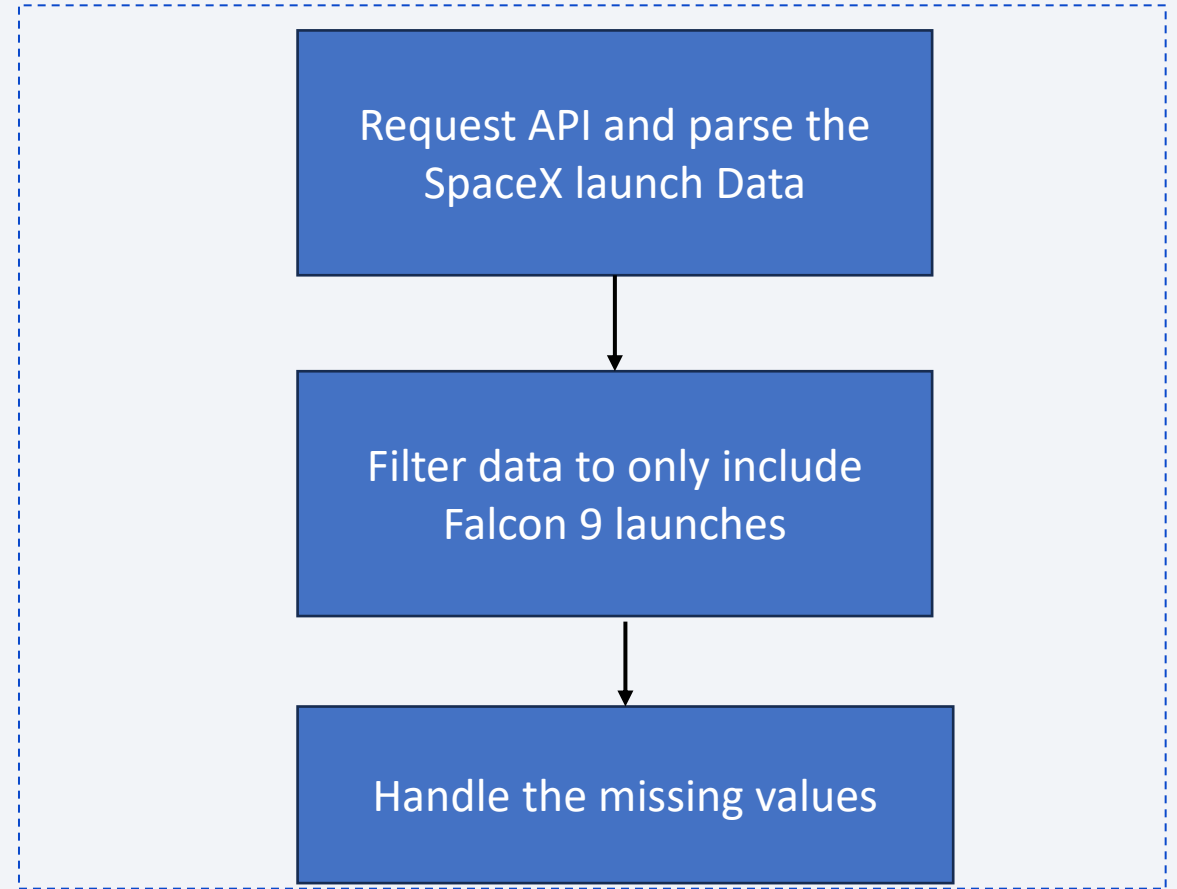 Request API and parse the
SpaceX launch Data
Filter data to only include
Falcon 9 launches
Handle the missing values